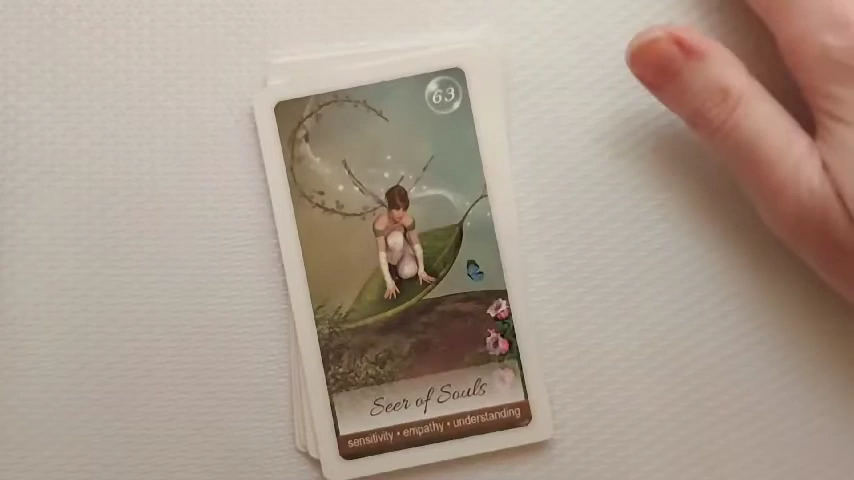 63
Seer of Souls
sensitivity • empathy • understanding